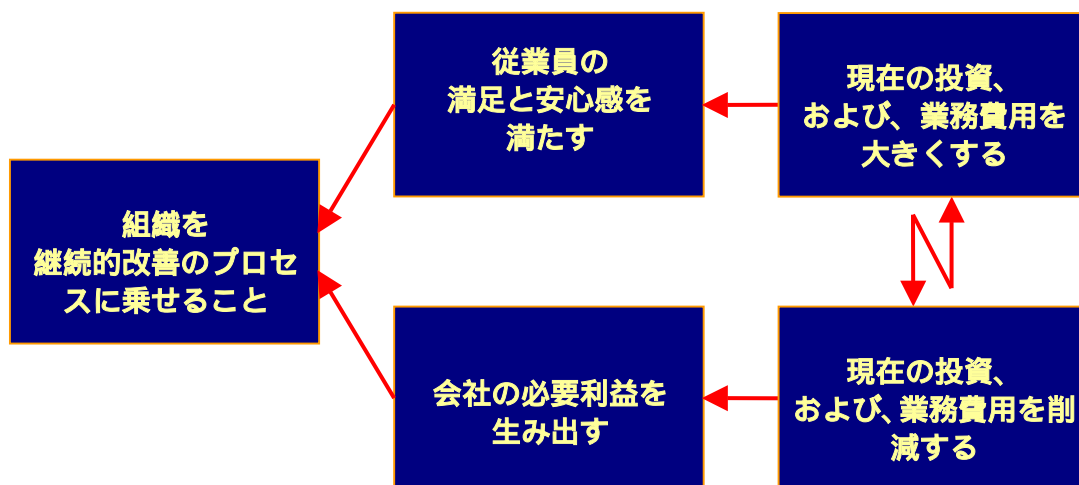 従業員の
満足と安心感を
満たす
現在の投資、
および、業務費用を
大きくする
組織を
継続的改善のプロセ
スに乗せること
会社の必要利益を
生み出す
現在の投資、
および、業務費用を削
減する